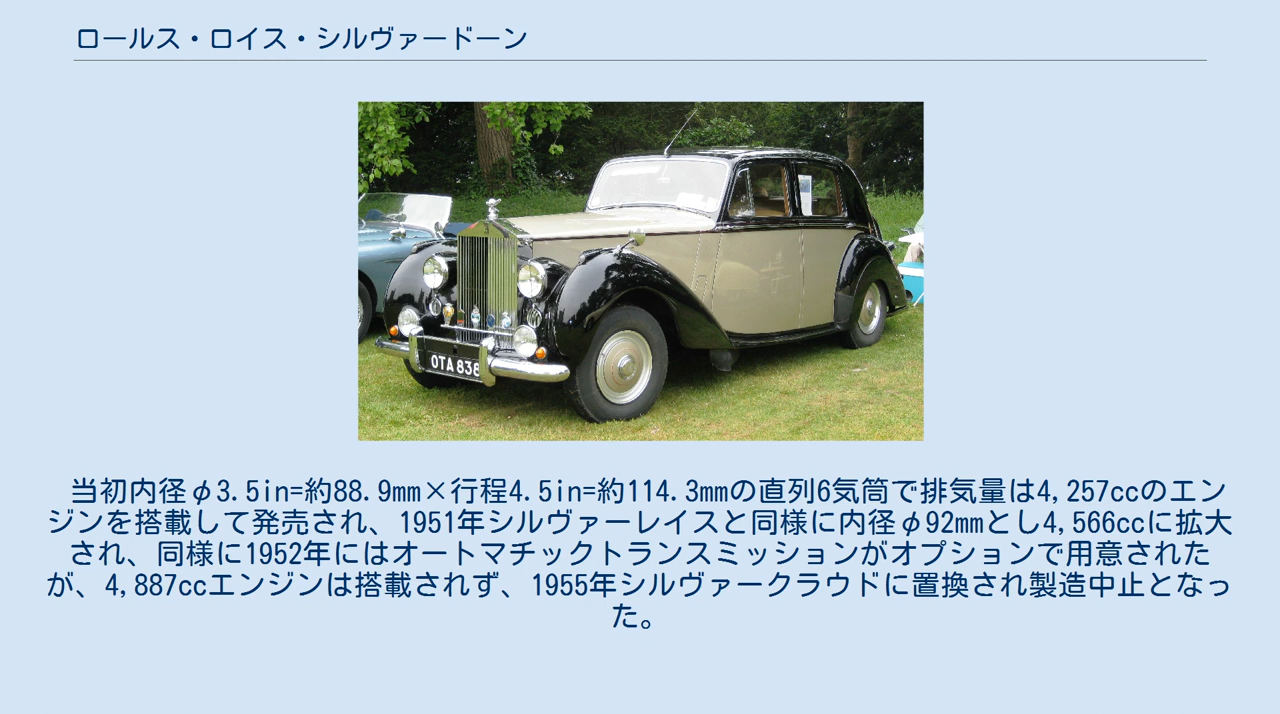 ロールス・ロイス・シルヴァードーン
OTA 838
当初内径φ3.5in=約88.9mm×行程4.5in=約114.3mmの直列6気筒で排気量は4,257ccのエン
ジンを搭載して発売され、1951年シルヴァーレイスと同様に内径φ92mmとし4,566ccに拡大
され、同様に1952年にはオートマチックトランスミッションがオプションで用意された
が、4,887ccエンジンは搭載されず、1955年シルヴァークラウドに置換され製造中止となっ
た。